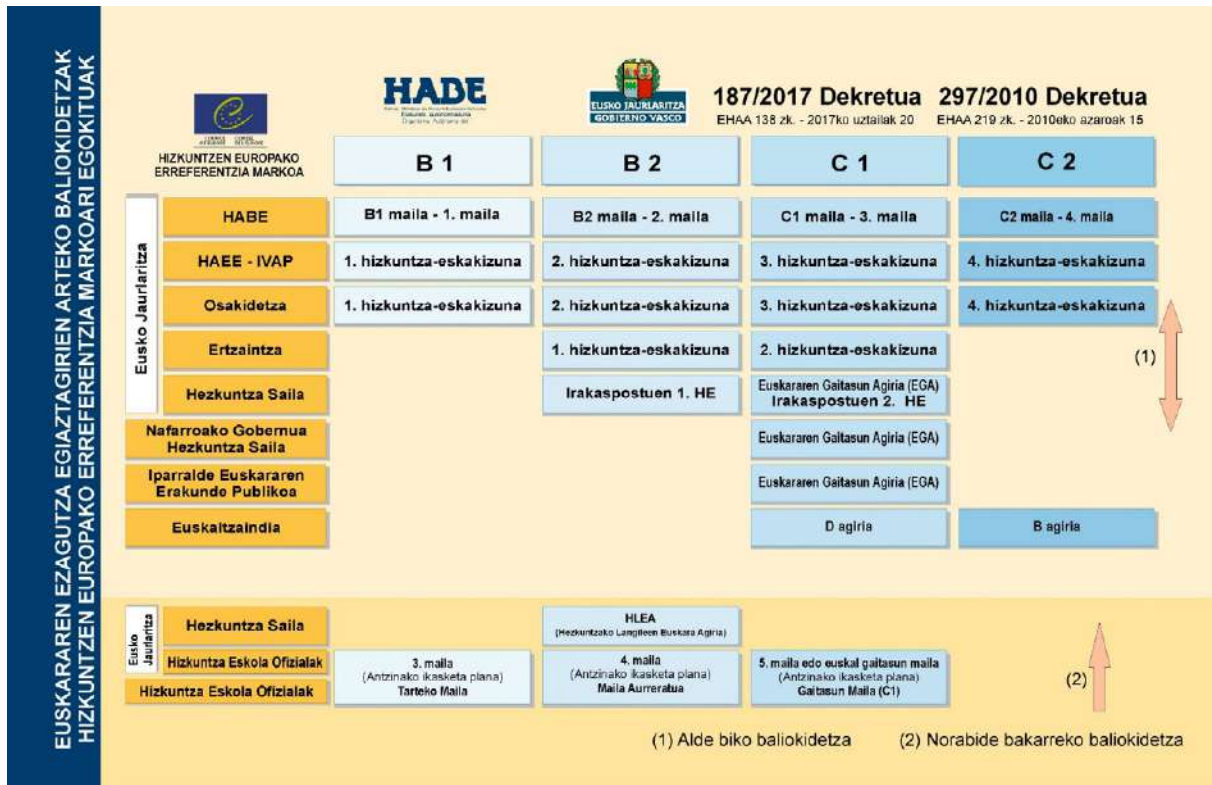 EUSKARAREN EZAGUTZA EGIAZTAGIRIEN ARTEKO BALIOKIDETZAK
HIZKUNTZEN EUROPAKO ERREFERENTZIA MARKOARI EGOKITUAK
HABE
EUSKO JAURLARITZA
GOBIERNO VASCO
187/2017 Dekretua
EHAA 138 zk. - 2017ko uztailak 20
297/2010 Dekretua
EHAA 219 zk. - 2010eko azaroak 15
HIZKUNTZEN EUROPAKO
ERREFERENTZIA MARKOA
B 1
B 2
C 1
C 2
Eusko Jaurlaritza
HABE
B1 maila - 1. maila
B2 maila - 2. maila
C1 maila - 3. maila
C2 maila - 4. maila
HAEE - IVAP
1. hizkuntza-eskakizuna
2. hizkuntza-eskakizuna
3. hizkuntza-eskakizuna
4. hizkuntza-eskakizuna
Osakidetza
1. hizkuntza-eskakizuna
2. hizkuntza-eskakizuna
3. hizkuntza-eskakizuna
4. hizkuntza-eskakizuna
Ertzaintza
1. hizkuntza-eskakizuna
2. hizkuntza-eskakizuna
(1)
Hezkuntza Saila
Irakaspostuen 1. HE
Euskararen Gaitasun Agiria (EGA)
Irakaspostuen 2. HE
Nafarroako Gobernua
Hezkuntza Saila
Euskararen Gaitasun Agiria (EGA)
Iparralde Euskararen
Erakunde Publikoa
Euskararen Gaitasun Agiria (EGA)
Euskaltzaindia
D agiria
B agiria
Eusko
Jaurlaritza
Hezkuntza Saila
HLEA
(Hezkuntzako Langileen Euskara Agiria)
Hizkuntza Eskola Ofizialak
Hizkuntza Eskola Ofizialak
3. maila
(Antzinako ikasketa plana)
Tarteko Maila
4. maila
(Antzinako ikasketa plana)
Maila Aurreratua
5. maila edo euskal gaitasun maila
(Antzinako ikasketa plana)
Gaitasun Maila (C1)
(2)
(1) Alde biko baliokidetza
(2) Norabide bakarreko baliokidetza